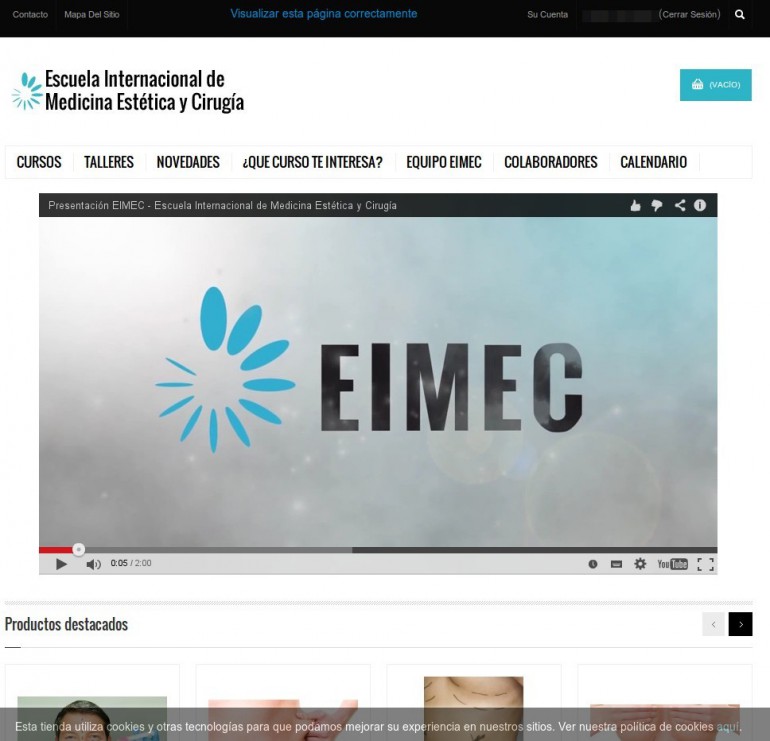 Contacto
Mapa Del Sitio
Visualizar esta página correctamente
Su Cuenta
(Cerrar Sesión)
Escuela Internacional de
Medicina Estética y Cirugía
(VACÍO)
CURSOS TALLERES NOVEDADES ¿QUE CURSO TE INTERESA? EQUIPO EIMEC COLABORADORES CALENDARIO
Presentación EIMEC - Escuela Internacional de Medicina Estética y Cirugía
EIMEC
0:05 / 2:00
YouTube
Productos destacados
Esta tienda utiliza cookies y otras tecnologías para que podamos mejorar su experiencia en nuestros sitios. Ver nuestra política de cookies aquí.